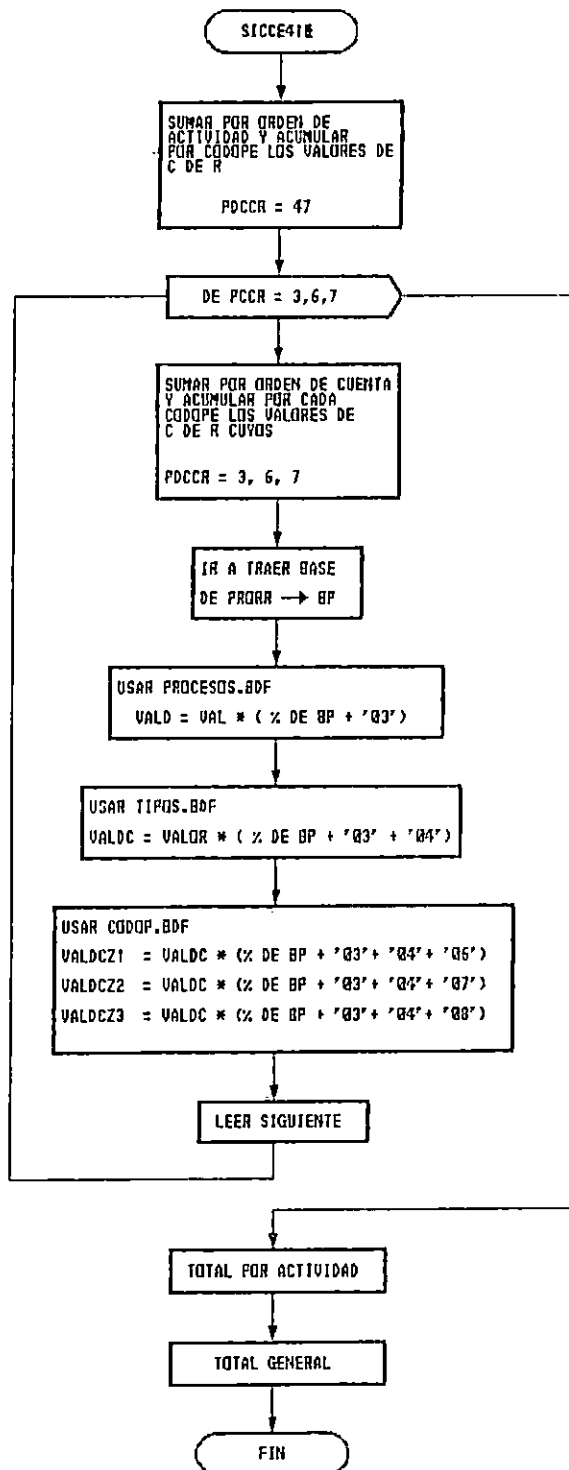 SICCE41E
SUMAR POR ORDEN DE
ACTIVIDAD Y ACUMULAR
POR CODOPE LOS VALORES DE
C DE R
PDCCR = 47
DE PCCR = 3,6,7
SUMAR POR ORDEN DE CUENTA
Y ACUMULAR POR CADA
CODOPE LOS VALORES DE
C DE R CUYOS
PDCCR = 3, 6, 7
IR A TRAER BASE
DE PRORR → BP
USAR PROCESOS.BDF
VALD = VAL * ( % DE BP + '03')
USAR TIPOS.BDF
VALDC = VALOR * ( % DE BP + '03' + '04')
USAR CODOP.BDF
VALDCZ1 = VALDC * (% DE BP + '03'+ '04'+ '06')
VALDCZ2 = VALDC * (% DE BP + '03'+ '04'+ '07')
VALDCZ3 = VALDC * (% DE BP + '03'+ '04'+ '08')
LEER SIGUIENTE
TOTAL POR ACTIVIDAD
TOTAL GENERAL
FIN